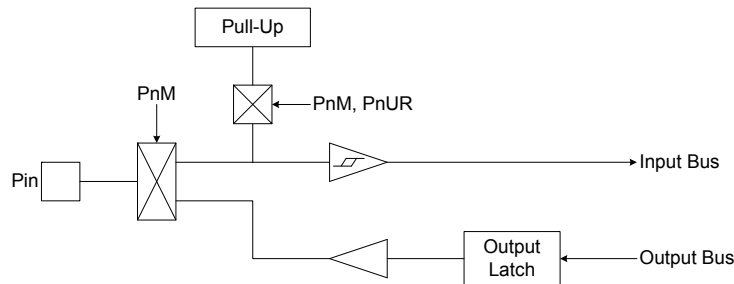 Pull-Up
PnM
PnM, PnUR
Pin
Input Bus
Output
Latch
Output Bus